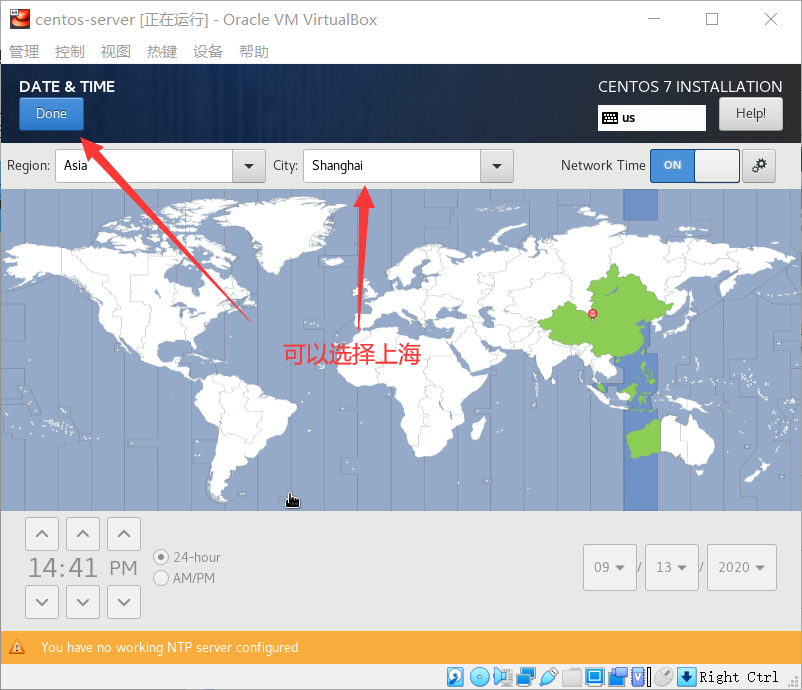 centos-server [正在运行] - Oracle VM VirtualBox
管理 控制 视图 热键 设备 帮助
DATE & TIME
CENTOS 7 INSTALLATION
Done
us
Help!
Region: Asia City: Shanghai Network Time ON
可以选择上海
14:41 PM
24-hour
AM/PM
09 / 13 / 2020
You have no working NTP server configured
Right Ctrl